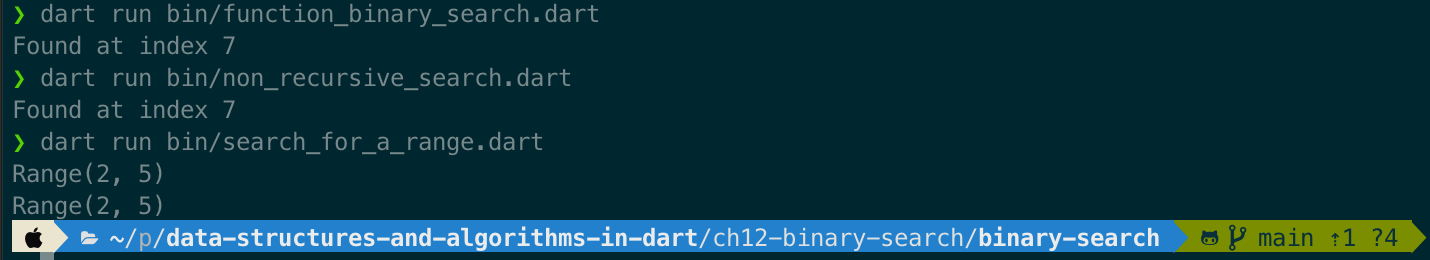 ❯ dart run bin/function_binary_search.dart
Found at index 7
❯ dart run bin/non_recursive_search.dart
Found at index 7
❯ dart run bin/search_for_a_range.dart
Range(2, 5)
Range(2, 5)
~/p/data-structures-and-algorithms-in-dart/ch12-binary-search/binary-search main ⇡1 ?4